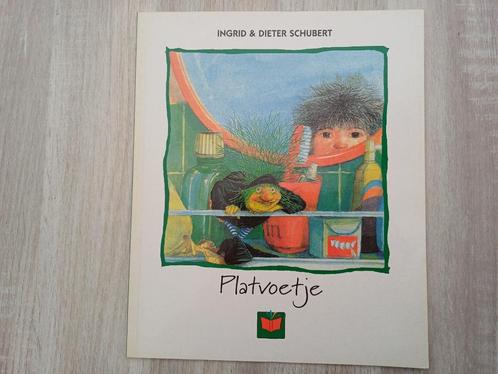 INGRID & DIETER SCHUBERT
Platvoetje